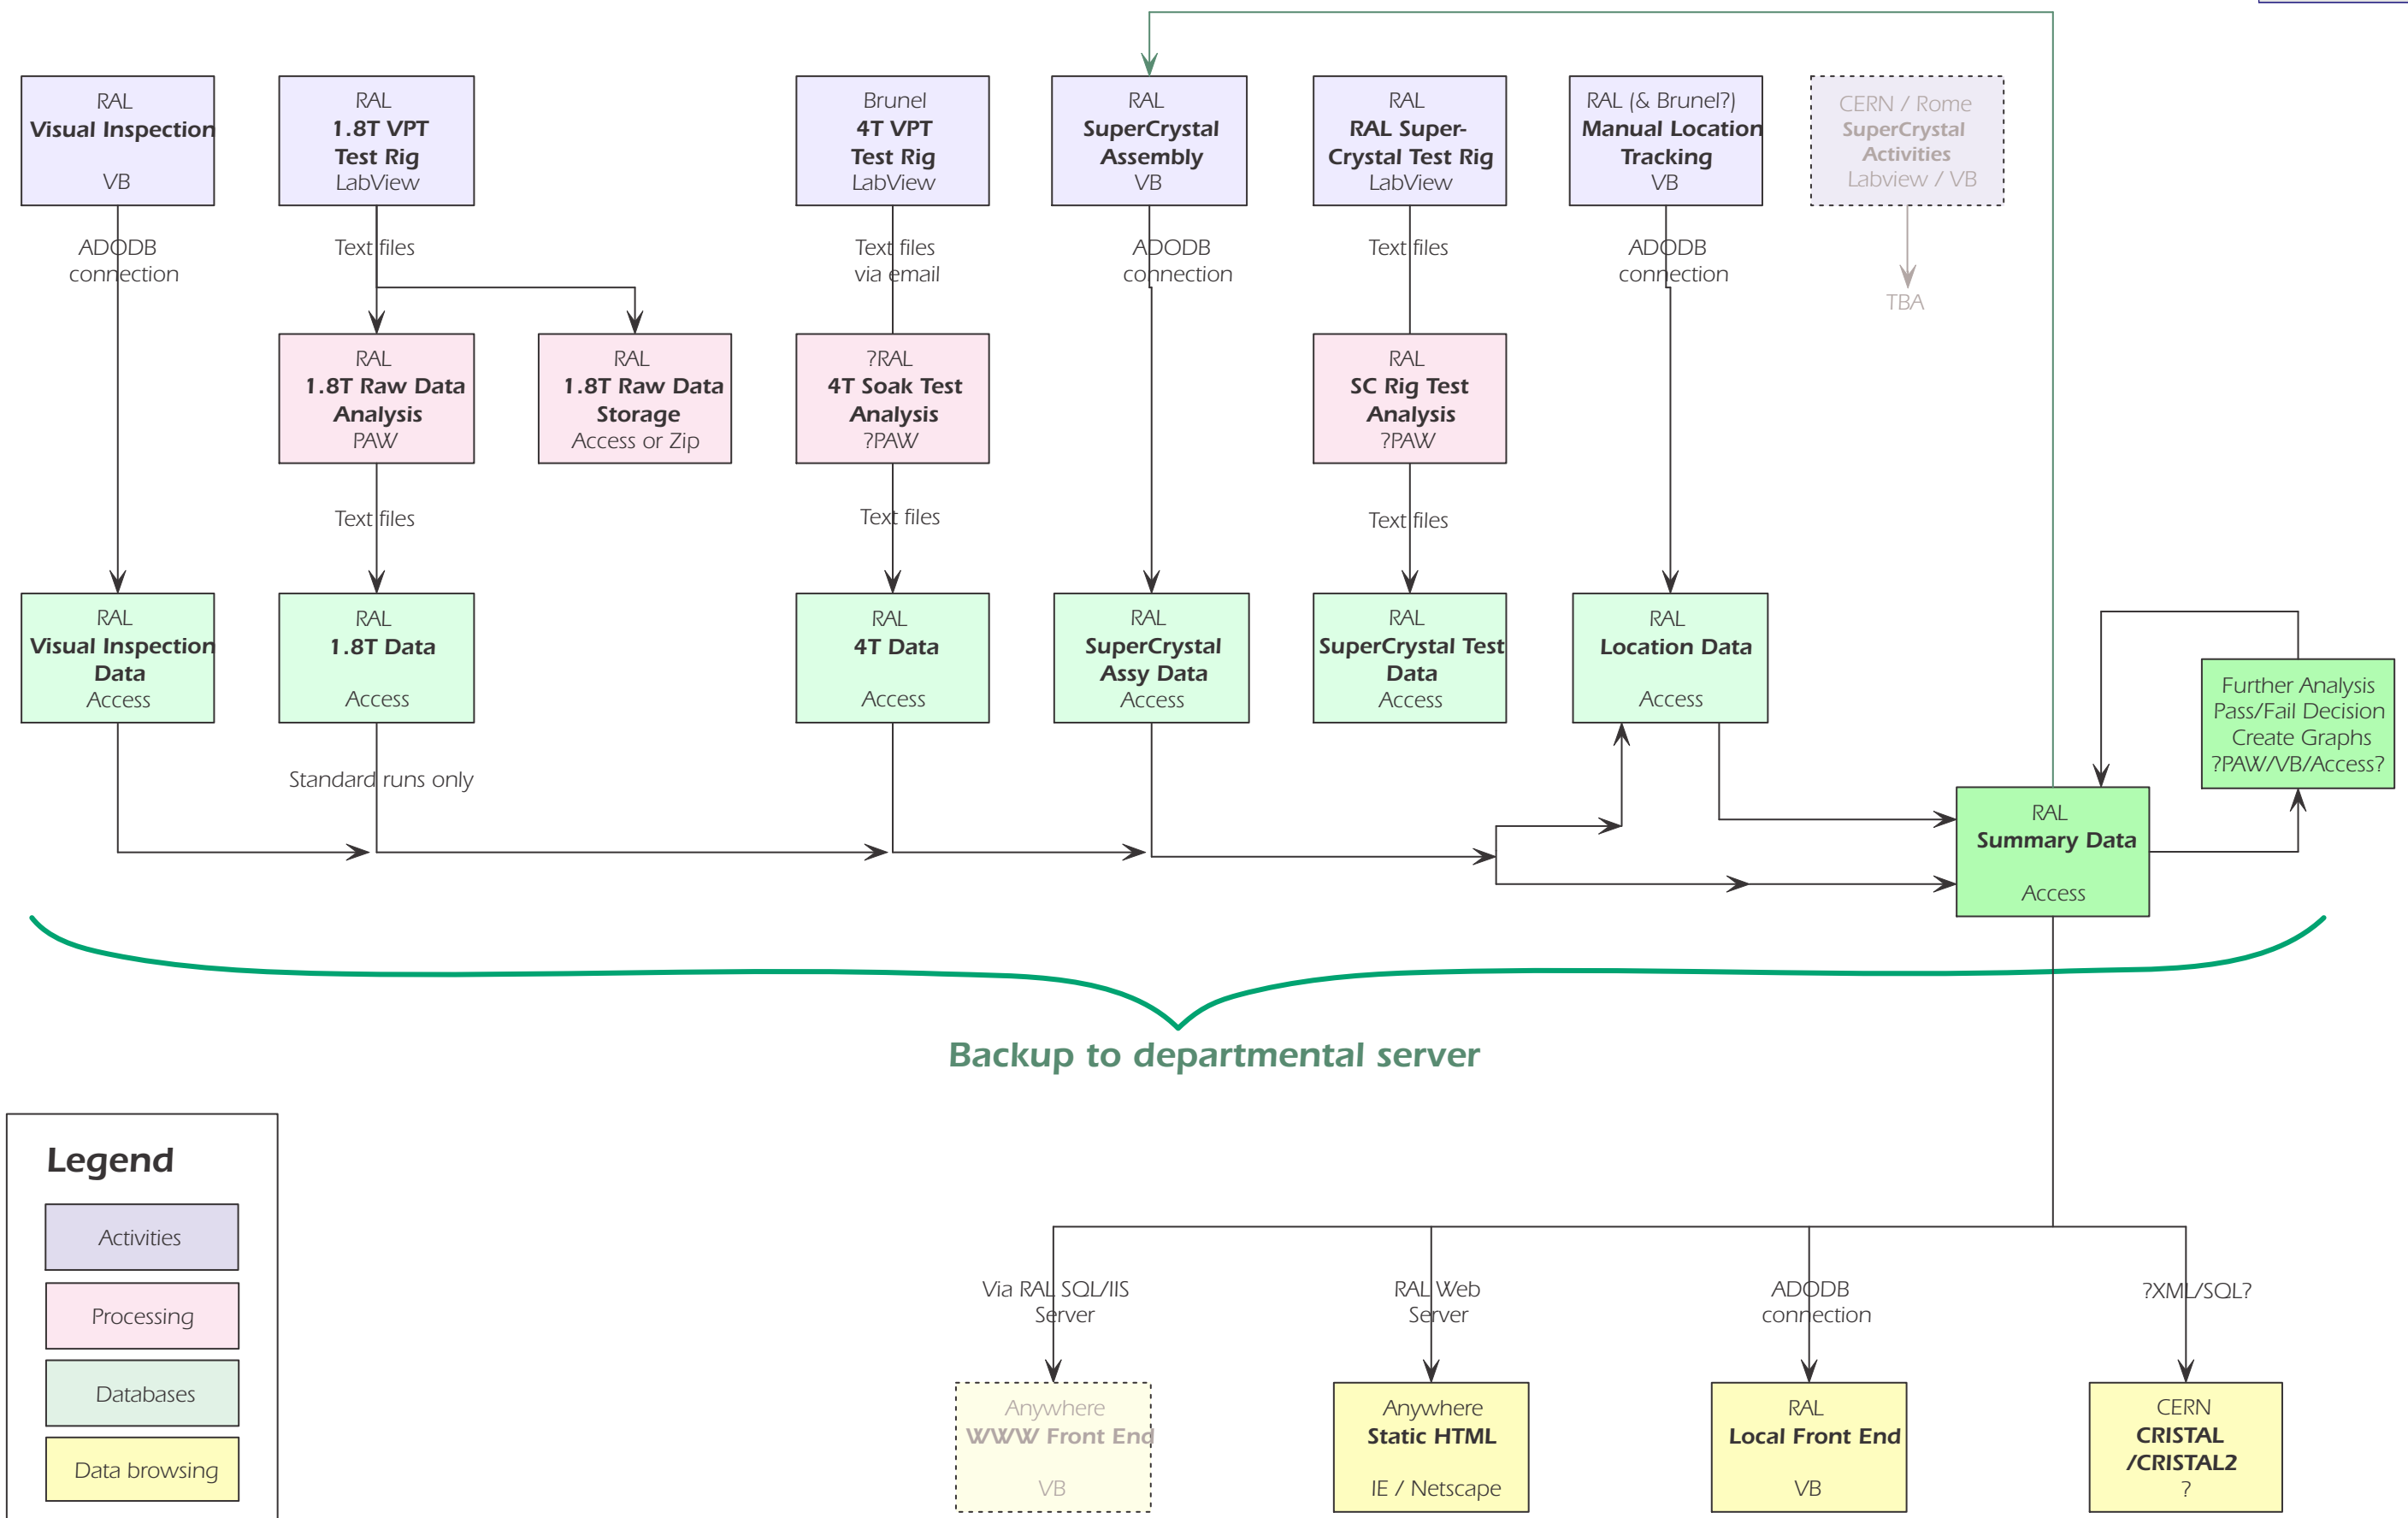 RAL
Visual Inspection
VB
RAL
1.8T VPT
Test Rig
LabView
Brunel
4T VPT
Test Rig
LabView
RAL
SuperCrystal
Assembly
VB
RAL
RAL Super-
Crystal Test Rig
LabView
RAL (& Brunel?)
Manual Location
Tracking
VB
CERN / Rome
SuperCrystal
Activities
Labview / VB
ADODB
connection
Text files
Text files
via email
ADODB
connection
Text files
ADODB
connection
TBA
RAL
1.8T Raw Data
Analysis
PAW
RAL
1.8T Raw Data
Storage
Access or Zip
?RAL
4T Soak Test
Analysis
?PAW
RAL
SC Rig Test
Analysis
?PAW
Text files
Text files
Text files
RAL
Visual Inspection
Data
Access
RAL
1.8T Data
Access
RAL
4T Data
Access
RAL
SuperCrystal
Assy Data
Access
RAL
SuperCrystal Test
Data
Access
RAL
Location Data
Access
Further Analysis
Pass/Fail Decision
Create Graphs
?PAW/VB/Access?
Standard runs only
RAL
Summary Data
Access
Backup to departmental server
Legend
Activities
Processing
Databases
Data browsing
Via RAL SQL/IIS
Server
RAL Web
Server
ADODB
connection
?XML/SQL?
Anywhere
WWW Front End
VB
Anywhere
Static HTML
IE / Netscape
RAL
Local Front End
VB
CERN
CRISTAL
/CRISTAL2
?